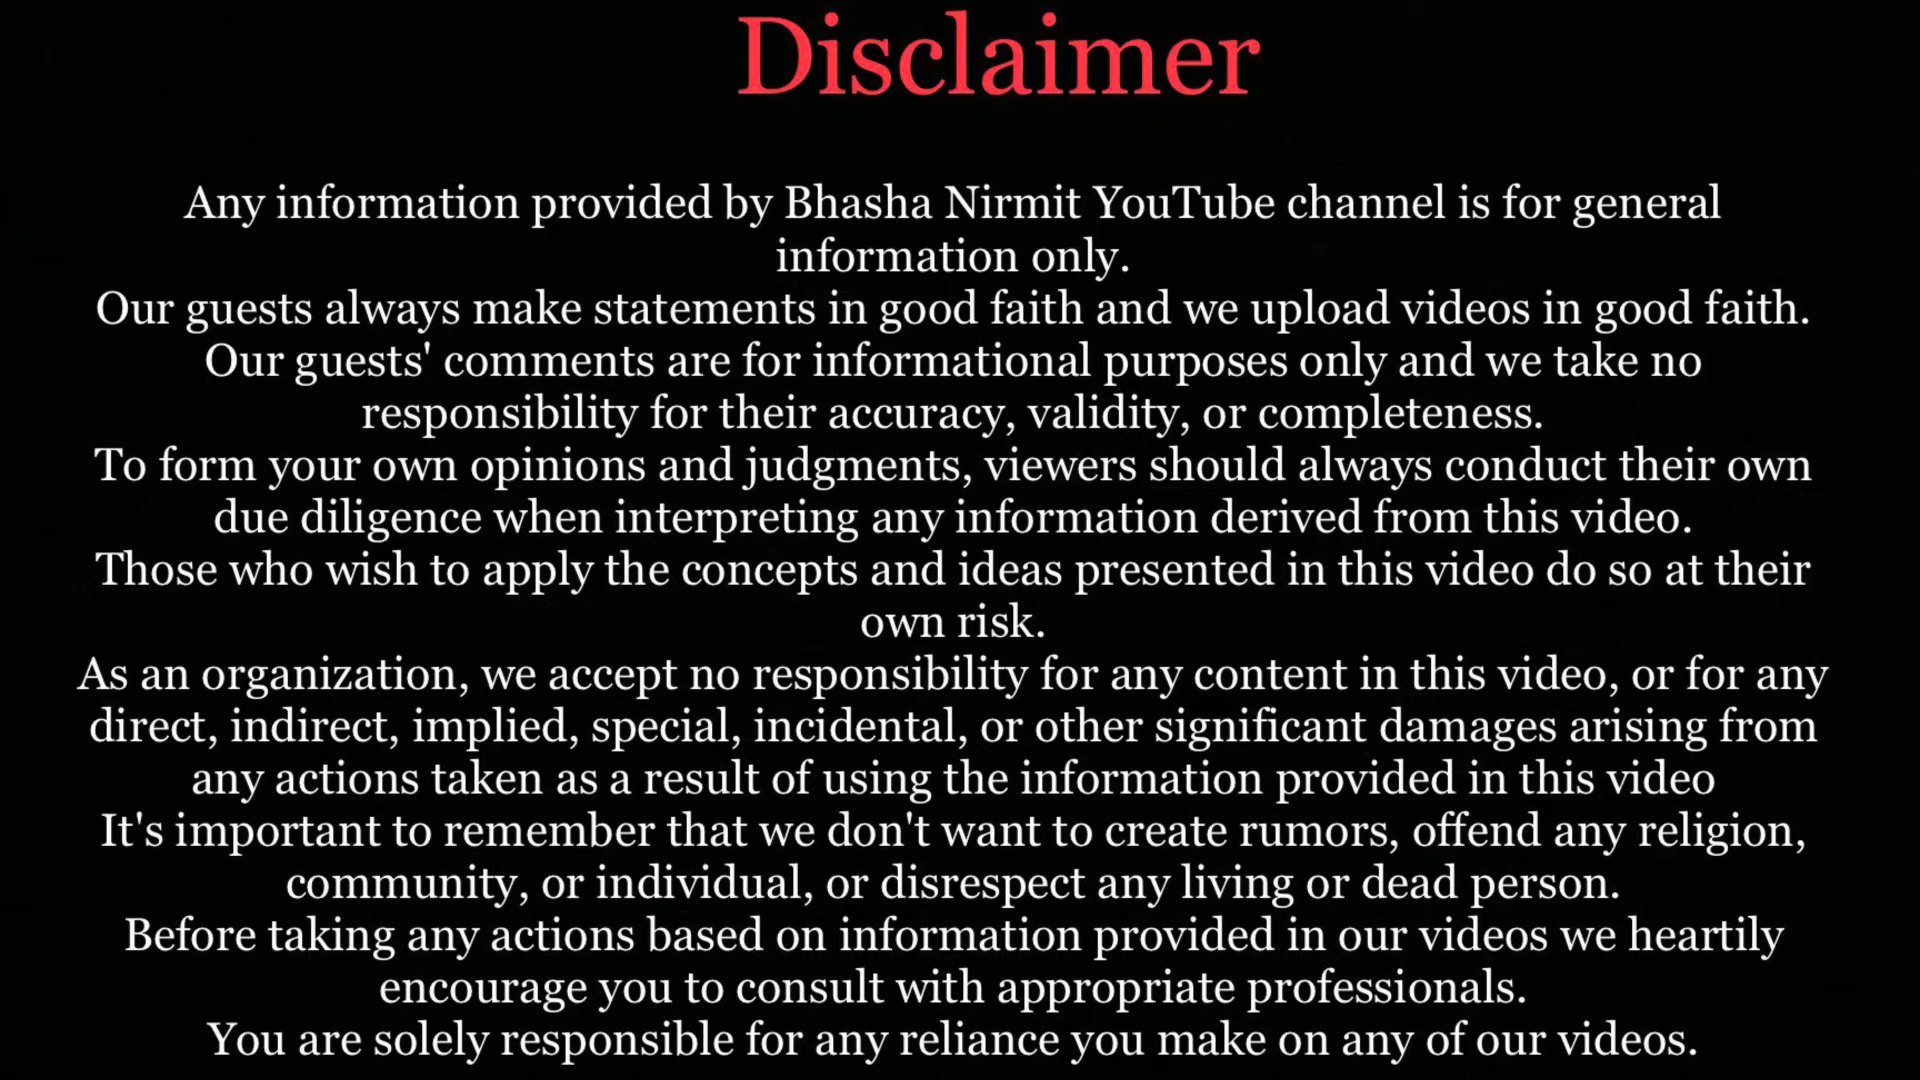 Disclaimer
Any information provided by Bhasha Nirmit YouTube channel is for general
information only.
Our guests always make statements in good faith and we upload videos in good faith.
Our guests' comments are for informational purposes only and we take no
responsibility for their accuracy, validity, or completeness.
To form your own opinions and judgments, viewers should always conduct their own
due diligence when interpreting any information derived from this video.
Those who wish to apply the concepts and ideas presented in this video do so at their
own risk.
As an organization, we accept no responsibility for any content in this video, or for any
direct, indirect, implied, special, incidental, or other significant damages arising from
any actions taken as a result of using the information provided in this video
It's important to remember that we don't want to create rumors, offend any religion,
community, or individual, or disrespect any living or dead person.
Before taking any actions based on information provided in our videos we heartily
encourage you to consult with appropriate professionals.
You are solely responsible for any reliance you make on any of our videos.